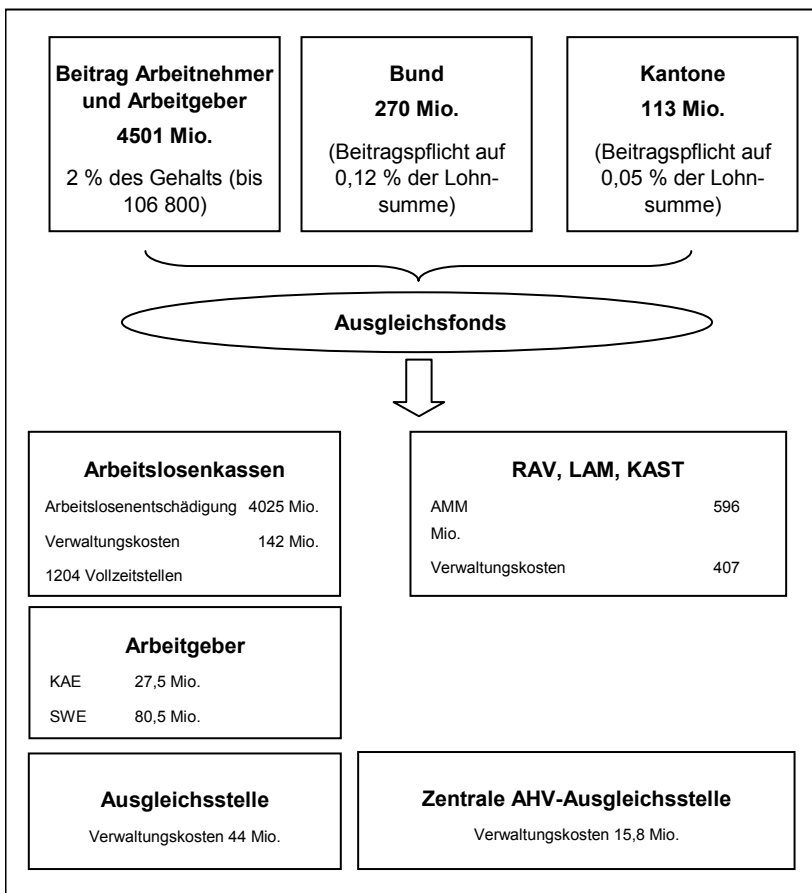 Beitrag Arbeitnehmer
und Arbeitgeber
4501 Mio.
2 % des Gehalts (bis
106 800)
Bund
270 Mio.
(Beitragspflicht auf
0,12 % der Lohn-
summe)
Kantone
113 Mio.
(Beitragspflicht auf
0,05 % der Lohn-
summe)
Ausgleichsfonds
Arbeitslosenkassen
Arbeitslosenentschädigung 4025 Mio.
Verwaltungskosten 142 Mio.
1204 Vollzeitstellen
RAV, LAM, KAST
AMM 596
Mio.
Verwaltungskosten 407
Arbeitgeber
KAE 27,5 Mio.
SWE 80,5 Mio.
Ausgleichsstelle
Verwaltungskosten 44 Mio.
Zentrale AHV-Ausgleichsstelle
Verwaltungskosten 15,8 Mio.